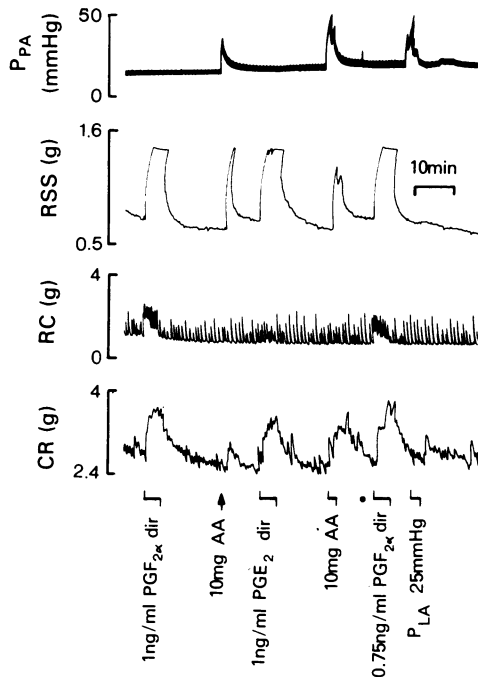 P_PA
(mmHg)
50
0
RSS (g)
1.6
0.5
10min
RC (g)
4
0
CR (g)
4
2.4
1ng/ml PGF₂α dir
10mg AA
1ng/ml PGE₂ dir
10mg AA
0.75ng/ml PGF₂α dir
P_LA 25mmHg